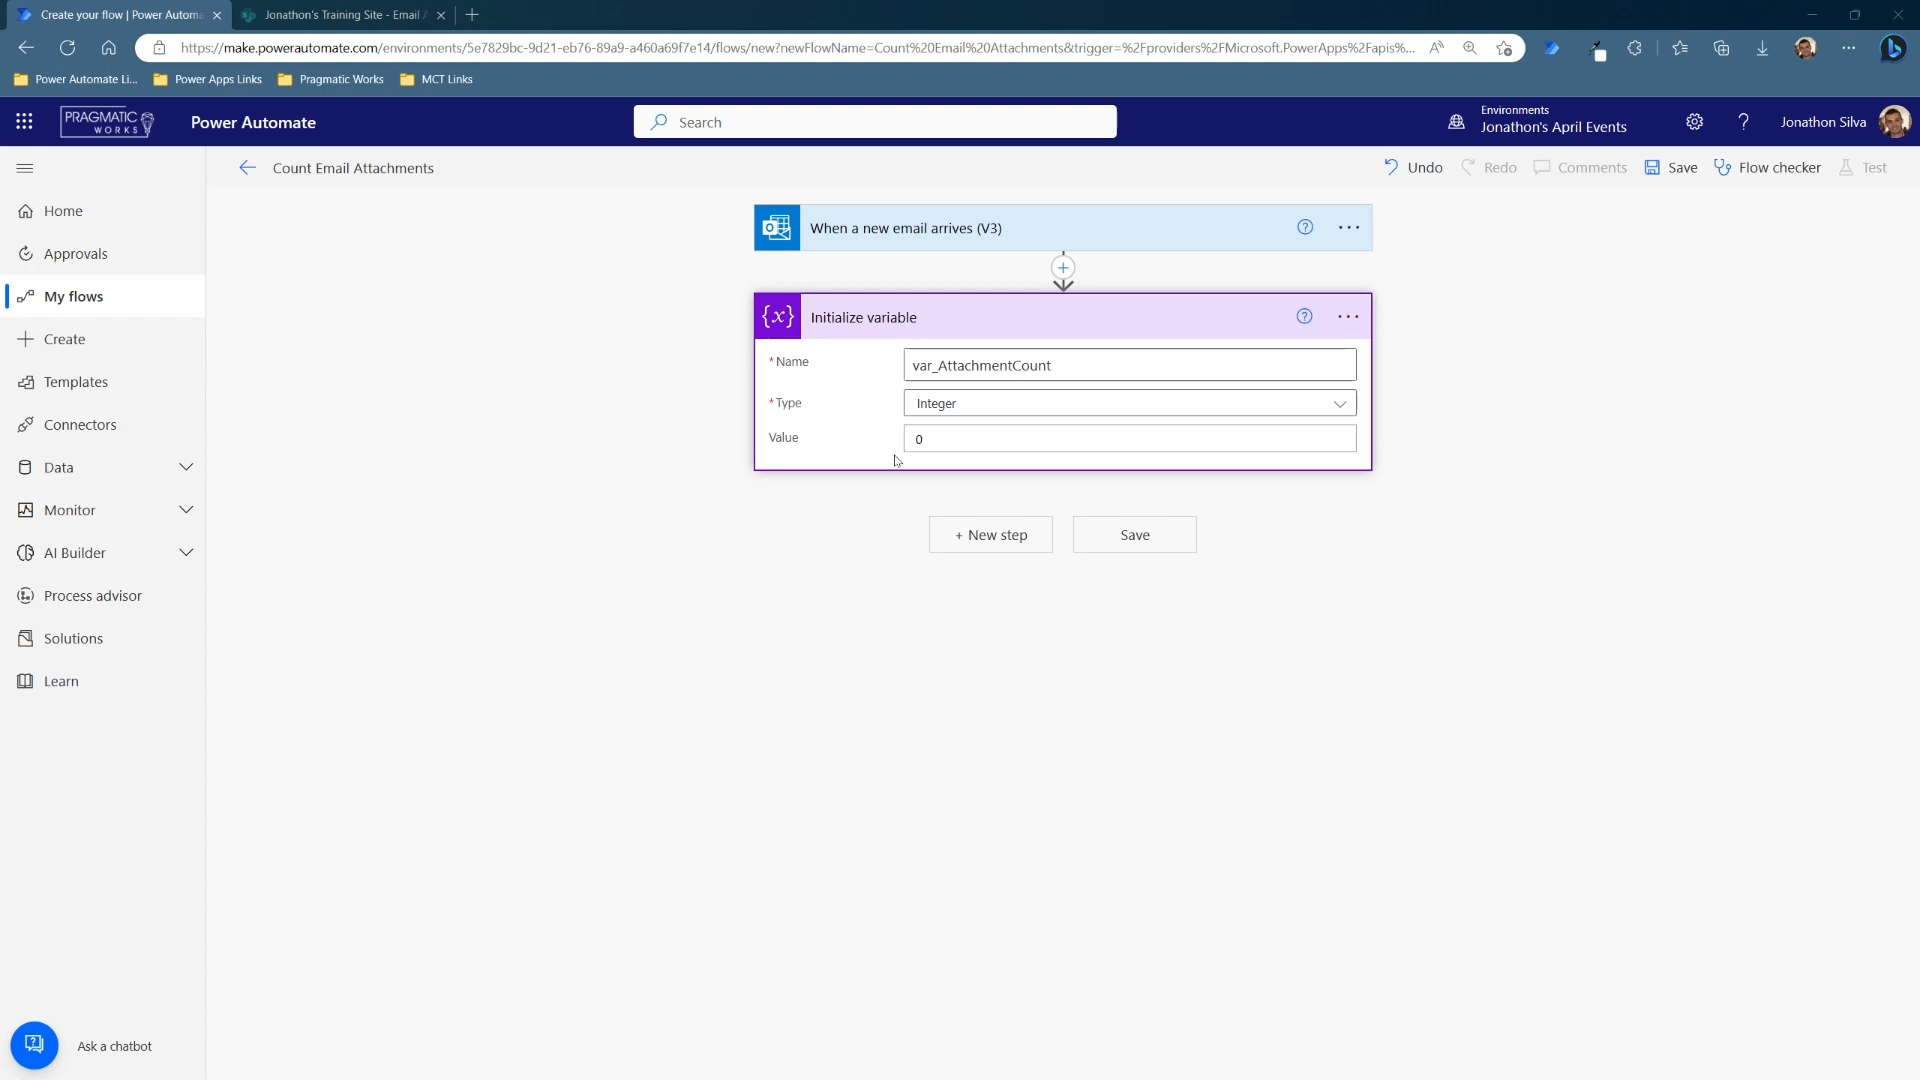 Create your flow | Power Automa
Jonathon's Training Site - Email A
https://make.powerautomate.com/environments/5e7829bc-9d21-eb76-89a9-a460a69f7e14/flows/new?newFlowName=Count%20Email%20Attachments&trigger=%2Fproviders%2FMicrosoft.PowerApps%2Fapis%...
Power Automate Li...
Power Apps Links
Pragmatic Works
MCT Links
PRAGMATIC
WORKS
Power Automate
Search
Environments
Jonathon's April Events
?
Jonathon Silva
Count Email Attachments
Undo
Redo
Comments
Save
Flow checker
Test
Home
Approvals
My flows
Create
Templates
Connectors
Data
Monitor
AI Builder
Process advisor
Solutions
Learn
Ask a chatbot
When a new email arrives (V3)
{x} Initialize variable
* Name
var_AttachmentCount
* Type
Integer
Value
0
+ New step
Save